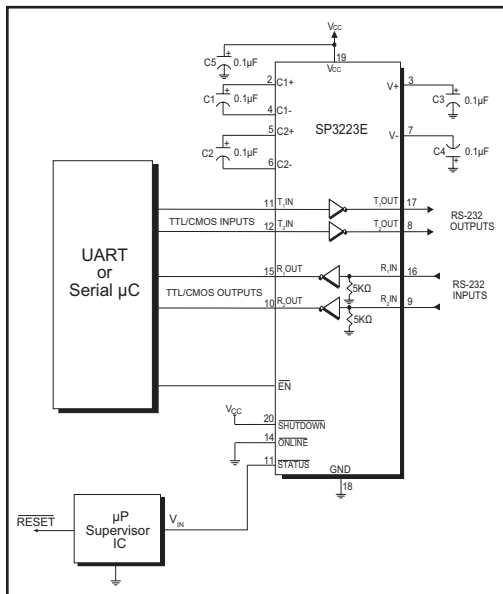 VCC
19
VCC
C5
0.1µF
2
C1+
C1
0.1µF
4
C1-
5
C2+
C2
0.1µF
6
C2-
SP3223E
V+
3
C3
0.1µF
V-
7
C4
0.1µF
UART
or
Serial µC
TTL/CMOS INPUTS
11
T1IN
T1OUT
17
12
T2IN
T2OUT
8
RS-232
OUTPUTS
TTL/CMOS OUTPUTS
15
R1OUT
R1IN
16
5KΩ
10
R2OUT
R2IN
9
5KΩ
RS-232
INPUTS
EN
VCC
20
SHUTDOWN
14
ONLINE
11
STATUS
GND
18
RESET
µP
Supervisor
IC
VIN